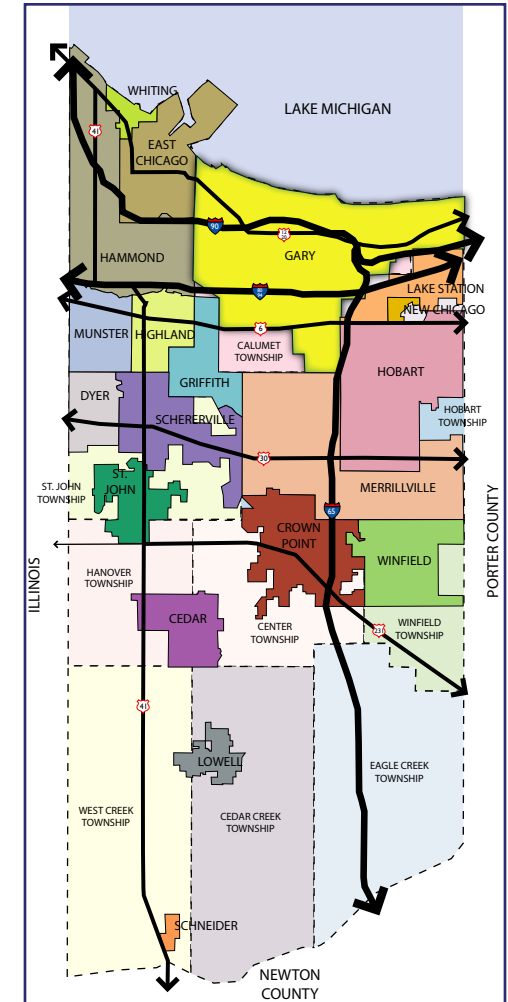 WHITING
LAKE MICHIGAN
41
EAST
CHICAGO
90
12
20
HAMMOND
GARY
80
94
LAKE STATION
NEW CHICAGO
6
MUNSTER
HIGHLAND
CALUMET
TOWNSHIP
HOBART
GRIFFITH
DYER
SCHERERVILLE
HOBART
TOWNSHIP
30
ST.
JOHN
ST. JOHN
TOWNSHIP
MERRILLVILLE
65
CROWN
POINT
WINFIELD
ILLINOIS
PORTER COUNTY
HANOVER
TOWNSHIP
CEDAR
CENTER
TOWNSHIP
231
WINFIELD
TOWNSHIP
41
LOWELL
EAGLE CREEK
TOWNSHIP
WEST CREEK
TOWNSHIP
CEDAR CREEK
TOWNSHIP
SCHNEIDER
NEWTON
COUNTY